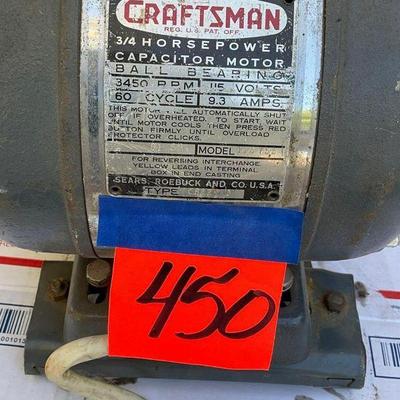 CRAFTSMAN
REG. U.S. PAT. OFF.
3/4 HORSEPOWER
CAPACITOR MOTOR
BALL BEARING
3450 RPM 115 VOLTS
60 CYCLE 9.3 AMPS.
THIS MOTOR WILL AUTOMATICALLY SHUT
OFF IF OVERHEATED. TO START, WAIT
UNTIL MOTOR COOLS THEN PRESS RED
BUTTON FIRMLY UNTIL OVERLOAD
PROTECTOR CLICKS.
MODEL
FOR REVERSING INTERCHANGE
YELLOW LEADS IN TERMINAL
BOX IN END CASTING
SEARS, ROEBUCK AND CO. U.S.A.
TYPE
450